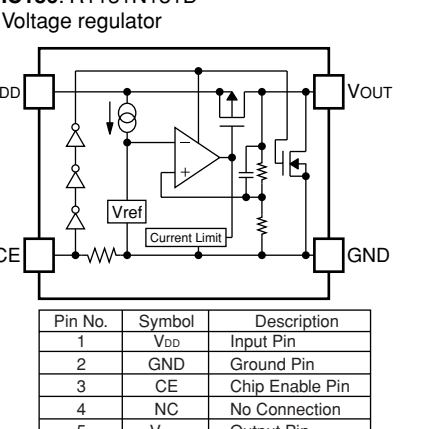 Voltage regulator
VOUT
Vref
Current Limit
GND
Pin No. Symbol Description
1 VDD Input Pin
2 GND Ground Pin
3 CE Chip Enable Pin
4 NC No Connection